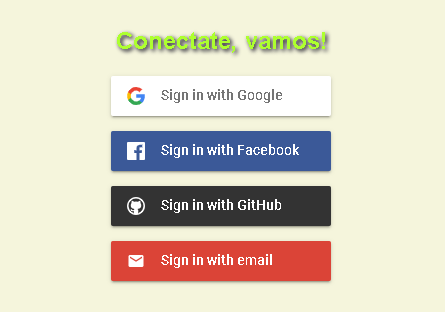 Conectate, vamos!
Sign in with Google
Sign in with Facebook
Sign in with GitHub
Sign in with email